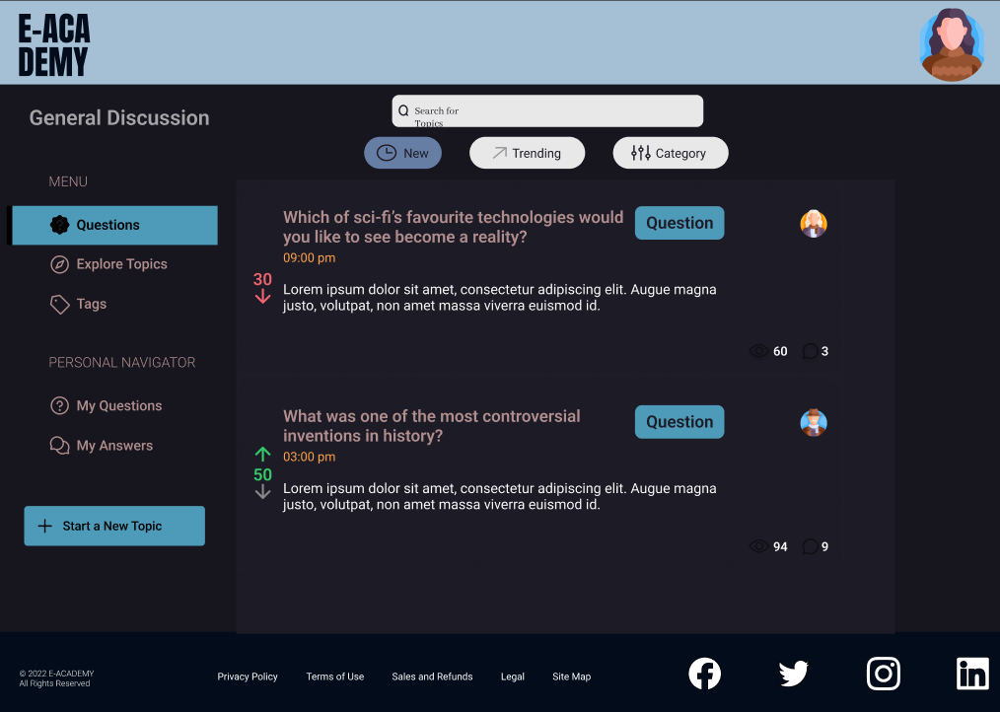 E-ACA
DEMY
General Discussion
Search for
Topics
New
Trending
Category
MENU
Questions
Explore Topics
Tags
PERSONAL NAVIGATOR
My Questions
My Answers
Start a New Topic
Which of sci-fi’s favourite technologies would
you like to see become a reality?
Question
09:00 pm
30
Lorem ipsum dolor sit amet, consectetur adipiscing elit. Augue magna
justo, volutpat, non amet massa viverra euismod id.
60
3
What was one of the most controversial
inventions in history?
Question
03:00 pm
50
Lorem ipsum dolor sit amet, consectetur adipiscing elit. Augue magna
justo, volutpat, non amet massa viverra euismod id.
94
9
© 2022 E-ACADEMY
All Rights Reserved
Privacy Policy
Terms of Use
Sales and Refunds
Legal
Site Map